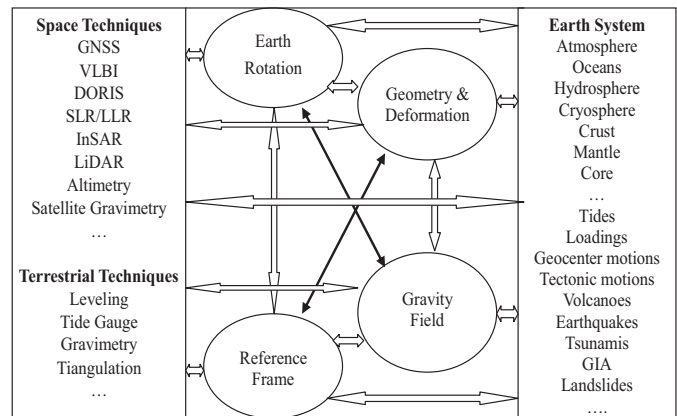 Space Techniques
GNSS
VLBI
DORIS
SLR/LLR
InSAR
LiDAR
Altimetry
Satellite Gravimetry
…
Terrestrial Techniques
Leveling
Tide Gauge
Gravimetry
Tiangulation
…
Earth
Rotation
Geometry &
Deformation
Gravity
Field
Reference
Frame
Earth System
Atmosphere
Oceans
Hydrosphere
Cryosphere
Crust
Mantle
Core
…
Tides
Loadings
Geocenter motions
Tectonic motions
Volcanoes
Earthquakes
Tsunamis
GIA
Landslides
….